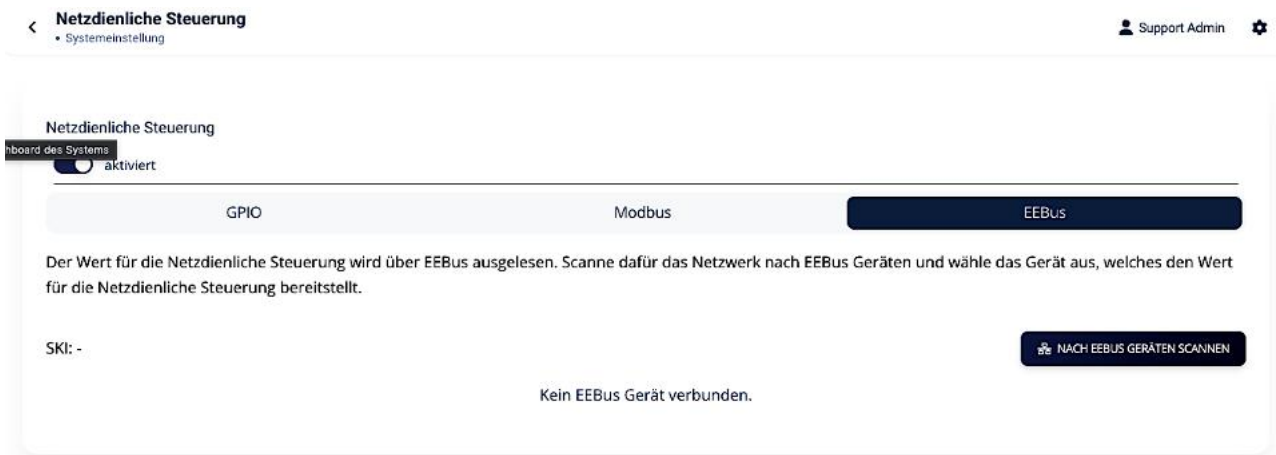 Netzdienliche Steuerung
• Systemeinstellung
Support Admin
Netzdienliche Steuerung
hboard des Systems
aktiviert
GPIO
Modbus
EEBus
Der Wert für die Netzdienliche Steuerung wird über EEBus ausgelesen. Scanne dafür das Netzwerk nach EEBus Geräten und wähle das Gerät aus, welches den Wert
für die Netzdienliche Steuerung bereitstellt.
SKI: -
NACH EEBUS GERÄTEN SCANNEN
Kein EEBus Gerät verbunden.